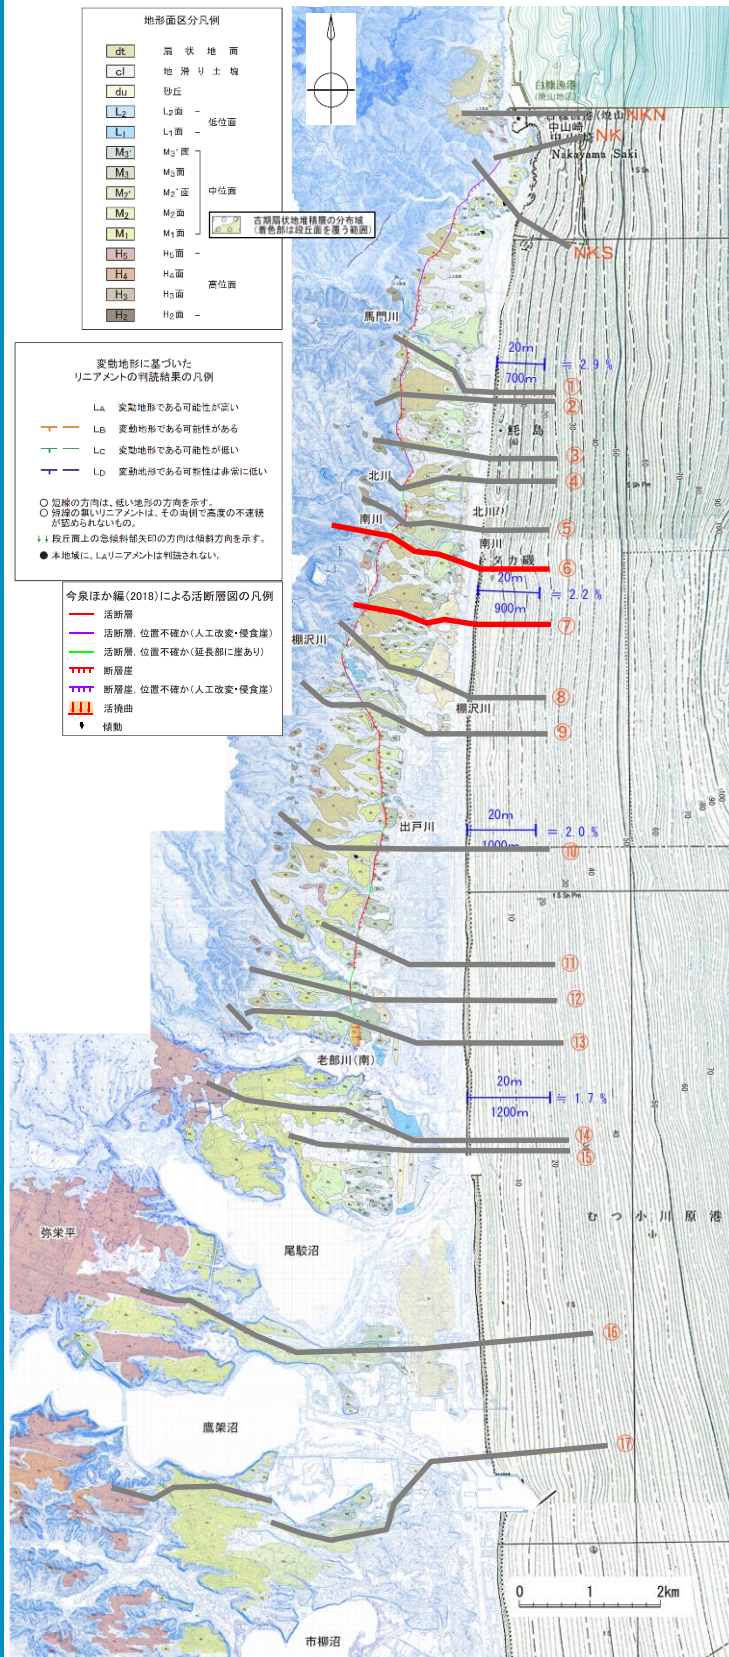 地形面区分凡例
dt 扇状地面
cl 地滑り土塊
du 砂丘
L₂ L₂面
L₁ L₁面
低位面
M₃' M₃'面
M₃ M₃面
M₂' M₂'面
M₂ M₂面
M₁ M₁面
中位面
H₅ H₅面
H₄ H₄面
H₃ H₃面
H₂ H₂面
高位面
古期扇状地堆積層の分布域
(着色部は段丘面を覆う範囲)
変動地形に基づいた
リニアメントの判読結果の凡例
LA 変動地形である可能性が高い
LB 変動地形である可能性がある
LC 変動地形である可能性が低い
LD 変動地形である可能性は非常に低い
○ 短線の方向は、低い地形の方向を示す。
○ 短線の無いリニアメントは、その両側で高度の不連続
が認められないもの。
↓↓ 段丘面上の急傾斜部矢印の方向は傾斜方向を示す。
● 本地域に、LAリニアメントは判読されない。
今泉ほか編(2018)による活断層図の凡例
活断層
活断層, 位置不確か(人工改変・侵食崖)
活断層, 位置不確か(延長部に崖あり)
断層崖
断層崖, 位置不確か(人工改変・侵食崖)
活撓曲
傾動
白糠漁港
(焼山地区)
NKN
中山崎
NK
Nakayama Saki
NKS
馬門川
20m
700m
≒ 2.9 %
①
②
③
北川
④
北川
南川
⑤
南川
タカ磯
⑥
20m
900m
≒ 2.2 %
⑦
棚沢川
⑧
棚沢川
⑨
出戸川
20m
1000m
= 2.0 %
⑩
⑪
⑫
⑬
老部川(南)
20m
1200m
≒ 1.7 %
⑭
⑮
むつ小川原港
弥栄平
尾駮沼
⑯
鷹架沼
⑰
0 1 2km
市柳沼